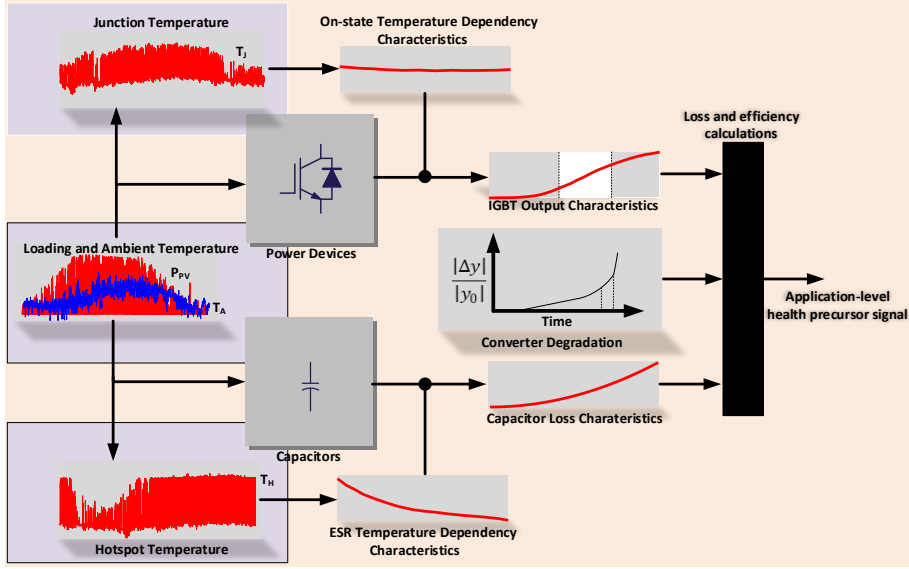 Junction Temperature
T_J
On-state Temperature Dependency
Characteristics
Loss and efficiency
calculations
IGBT Output Characteristics
Power Devices
Loading and Ambient Temperature
P_PV
T_A
|Δy|
|y_0|
Time
Converter Degradation
Application-level
health precursor signal
Capacitor Loss Charateristics
Capacitors
T_H
Hotspot Temperature
ESR Temperature Dependency
Characteristics